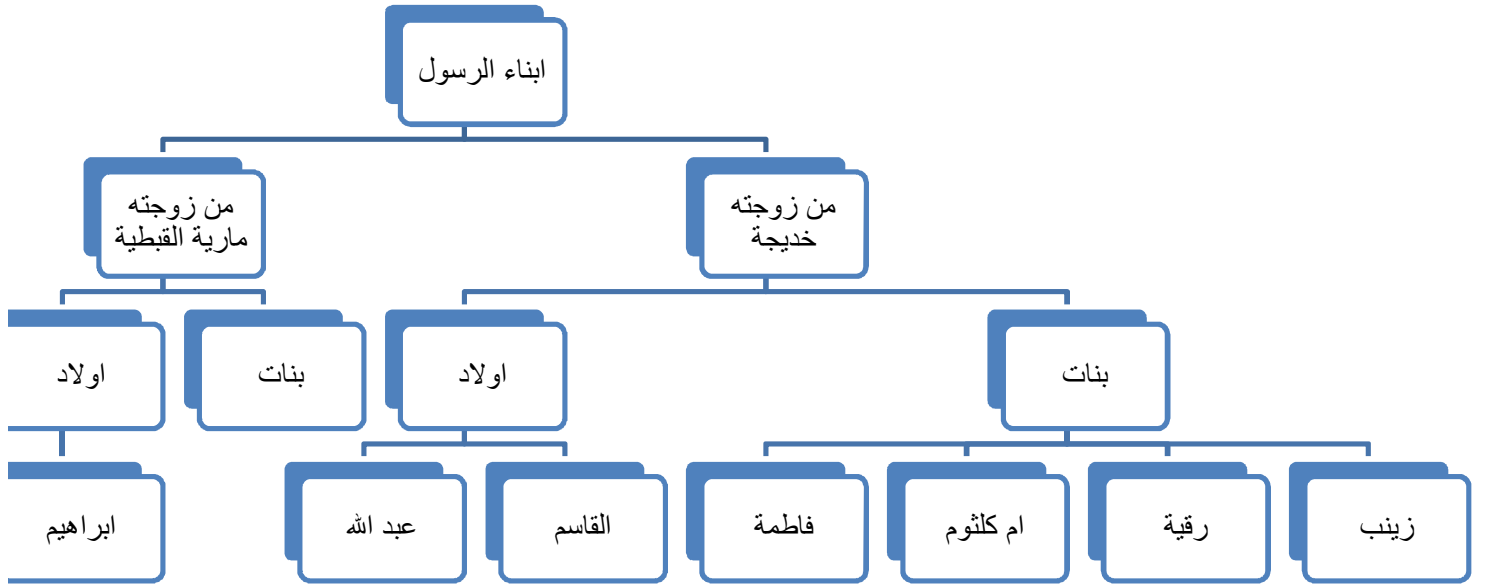 ابناء الرسول
من زوجته
خديجة
من زوجته
مارية القبطية
بنات
اولاد
بنات
اولاد
زينب
رقية
ام كلثوم
فاطمة
القاسم
عبد الله
ابراهيم